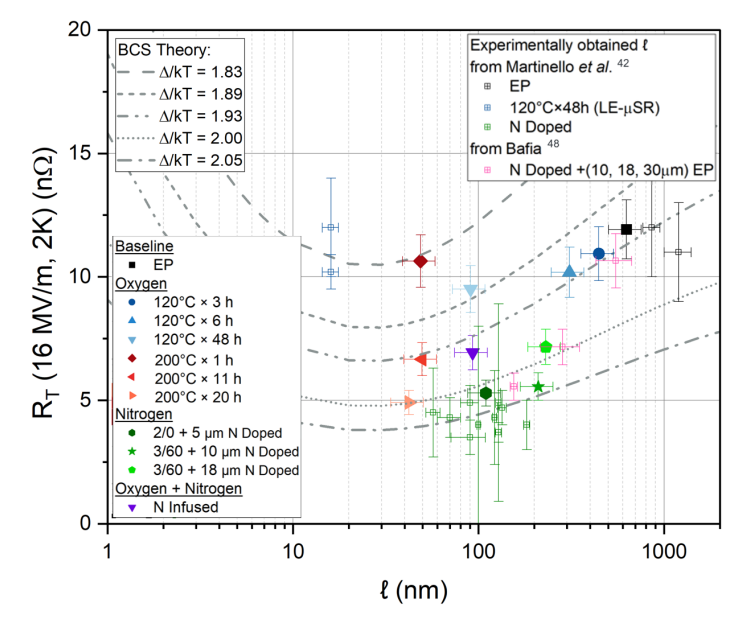 BCS Theory:
Δ/kT = 1.83
Δ/kT = 1.89
Δ/kT = 1.93
Δ/kT = 2.00
Δ/kT = 2.05
Experimentally obtained ℓ
from Martinello et al. 42
EP
120°C×48h (LE-μSR)
N Doped
from Bafia 48
N Doped +(10, 18, 30μm) EP
Baseline
EP
Oxygen
120°C × 3 h
120°C × 6 h
120°C × 48 h
200°C × 1 h
200°C × 11 h
200°C × 20 h
Nitrogen
2/0 + 5 μm N Doped
3/60 + 10 μm N Doped
3/60 + 18 μm N Doped
Oxygen + Nitrogen
N Infused
R_T (16 MV/m, 2K) (nΩ)
20
15
10
5
0
1
10
100
1000
ℓ (nm)